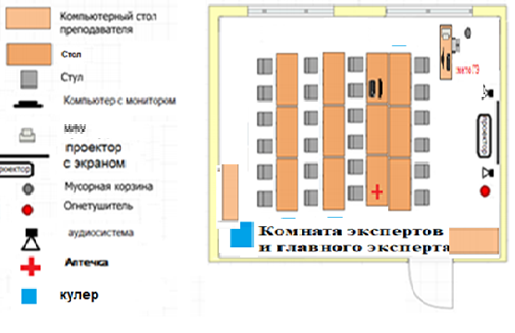 Компьютерный стол
преподавателя
Стол
Стул
Компьютер с монитором
МФУ
проектор
с экраном
проектор
Мусорная корзина
Огнетушитель
аудиосистема
Аптечка
кулер
проектор
Комната экспертов
и главного эксперта